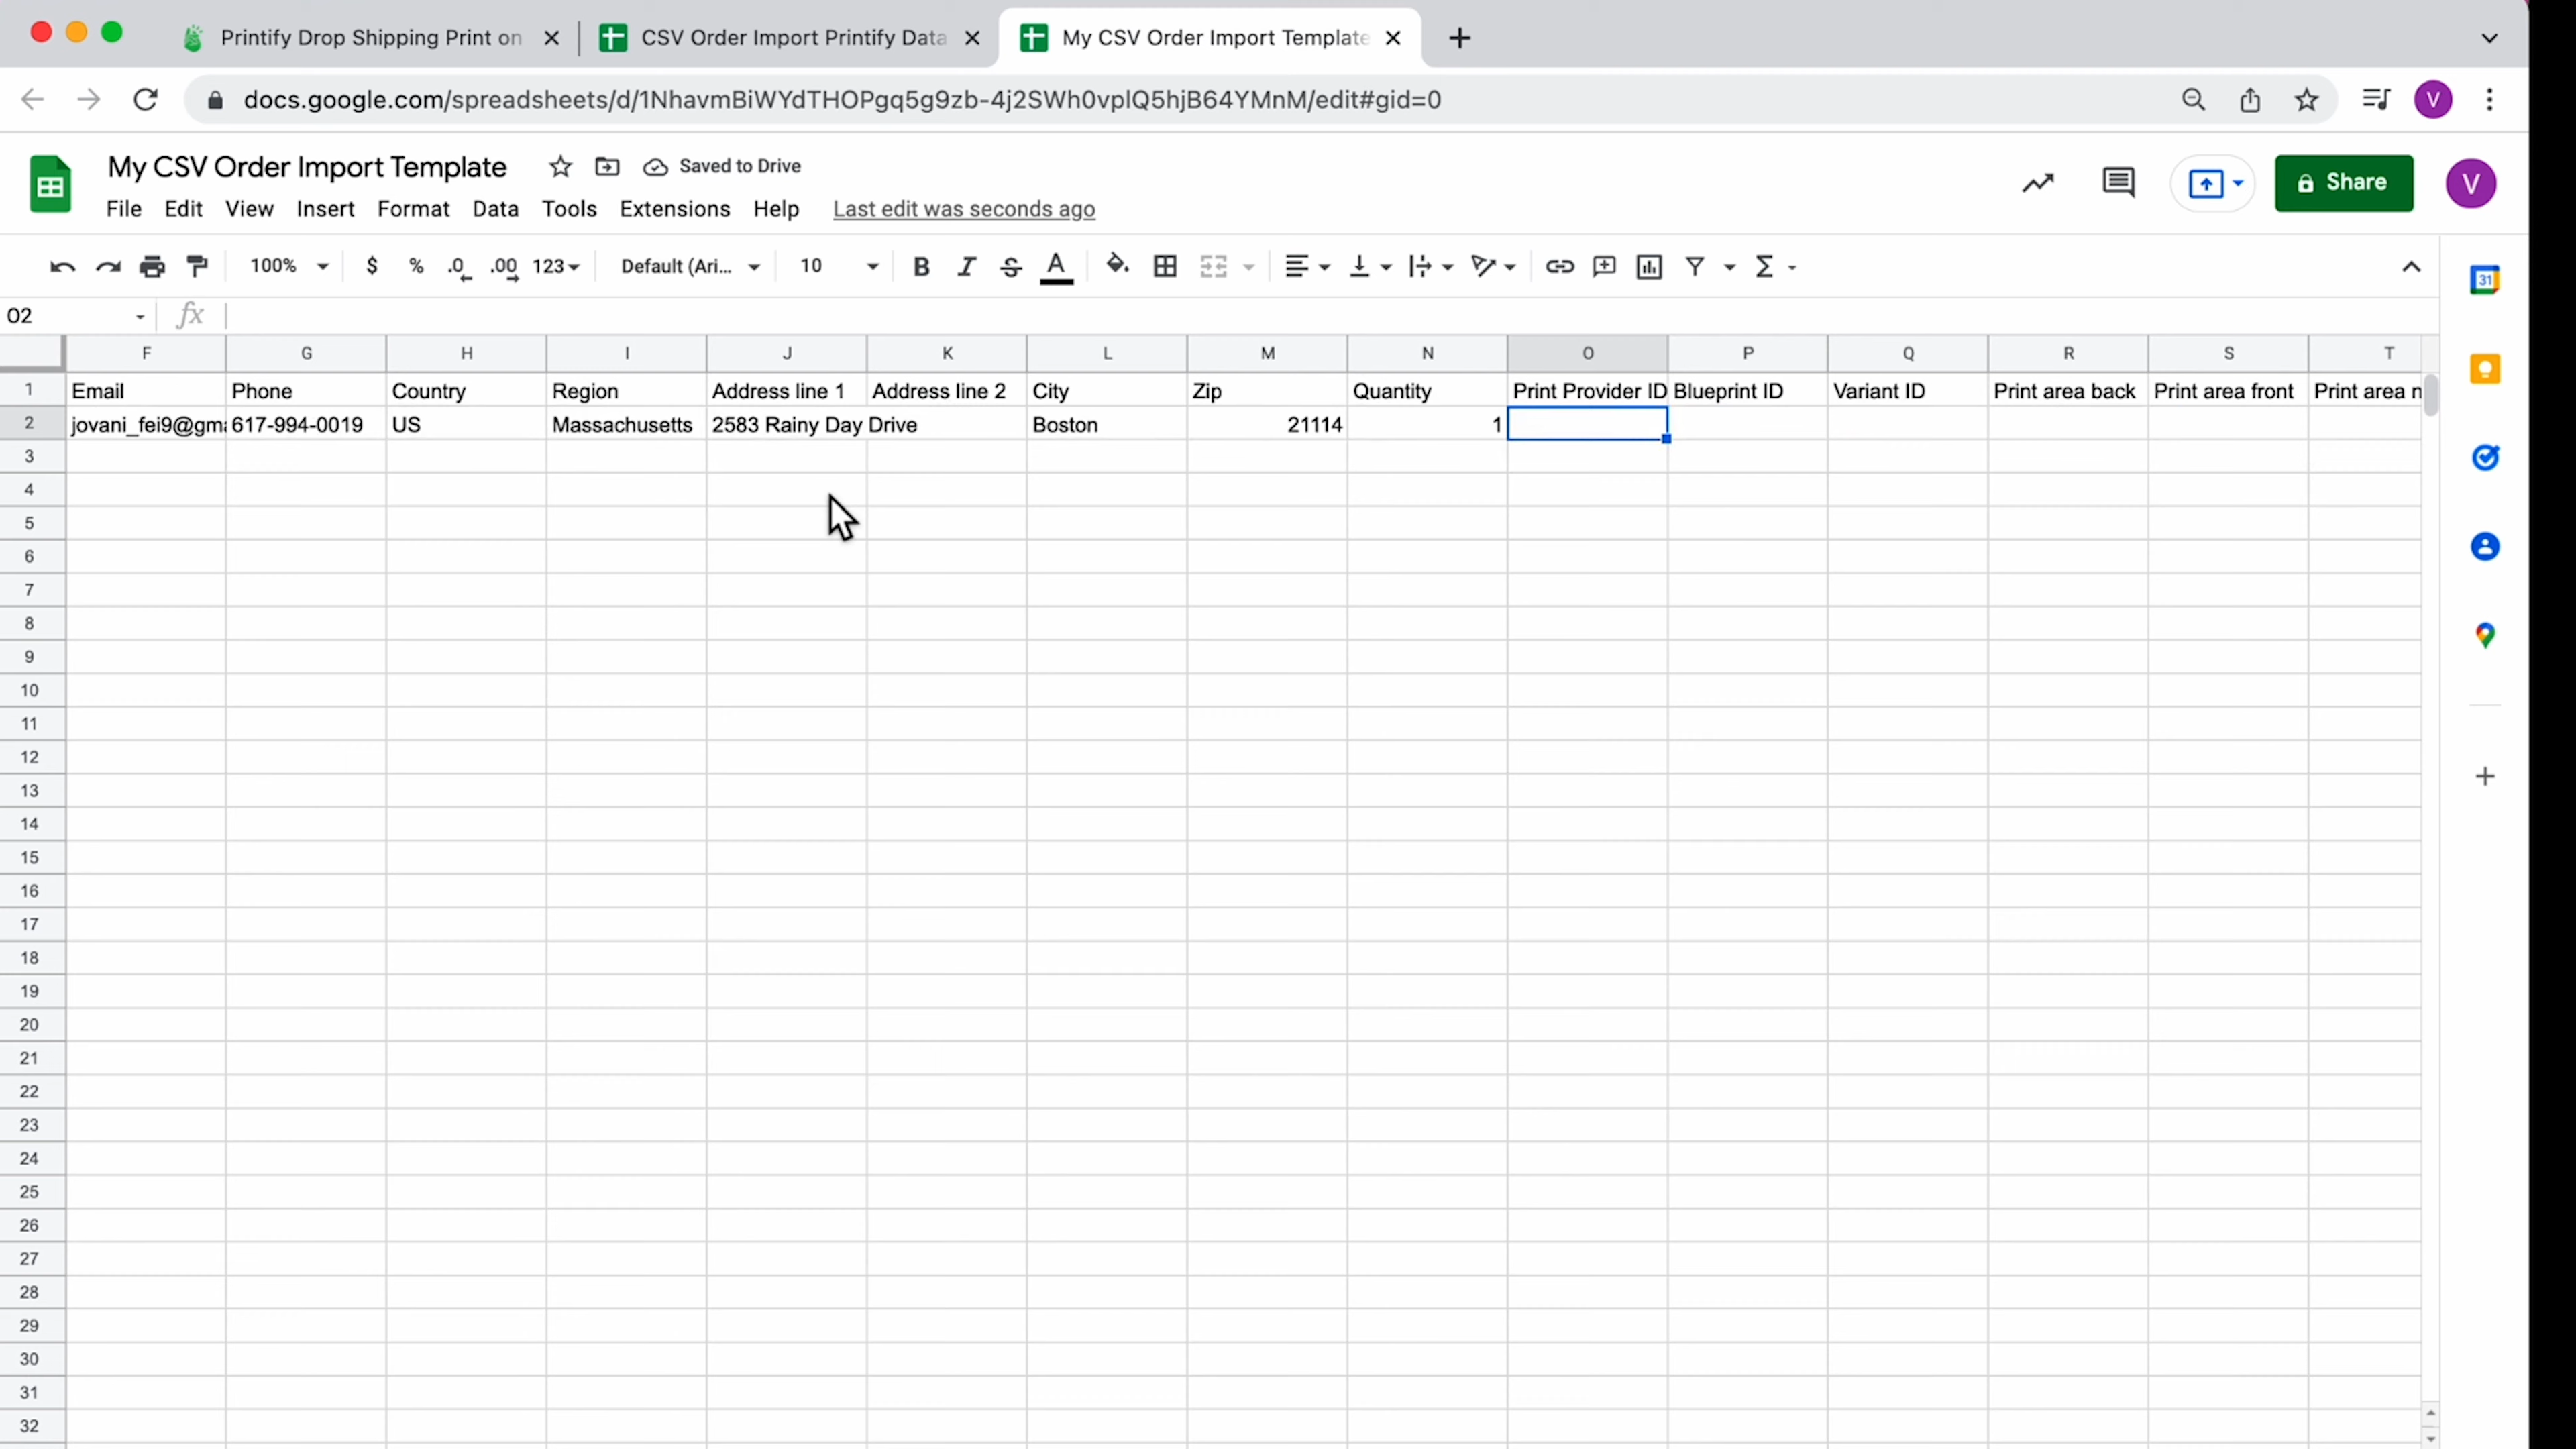 Printify Drop Shipping Print on
CSV Order Import Printify Data
My CSV Order Import Template
docs.google.com/spreadsheets/d/1NhavmBiWYdTHOPgq5g9zb-4j2SWh0vplQ5hjB64YMnM/edit#gid=0
V
My CSV Order Import Template
Saved to Drive
Share
V
File Edit View Insert Format Data Tools Extensions Help Last edit was seconds ago
100% $ % .0 .00 123 Default (Ari... 10 B I S A Σ
31
O2 fx
F G H I J K L M N O P Q R S T
1 Email Phone Country Region Address line 1 Address line 2 City Zip Quantity Print Provider ID Blueprint ID Variant ID Print area back Print area front Print area n
2 jovani_fei9@gma 617-994-0019 US Massachusetts 2583 Rainy Day Drive Boston 21114 1
3
4
5
6
7
8
9
10
11
12
13
14
15
16
17
18
19
20
21
22
23
24
25
26
27
28
29
30
31
32